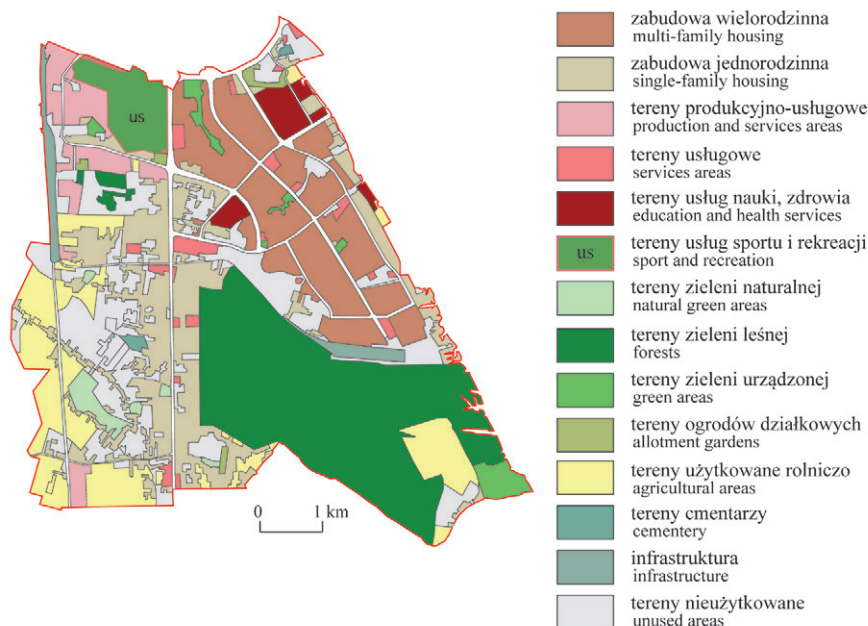 zabudowa wielorodzinna
multi-family housing
zabudowa jednorodzinna
single-family housing
tereny produkcyjno-usługowe
production and services areas
tereny usługowe
services areas
tereny usług nauki, zdrowia
education and health services
us
tereny usług sportu i rekreacji
sport and recreation
tereny zieleni naturalnej
natural green areas
tereny zieleni leśnej
forests
tereny zieleni urządzonej
green areas
tereny ogrodów działkowych
allotment gardens
tereny użytkowane rolniczo
agricultural areas
tereny cmentarzy
cementery
infrastruktura
infrastructure
tereny nieużytkowane
unused areas
us
0 1 km